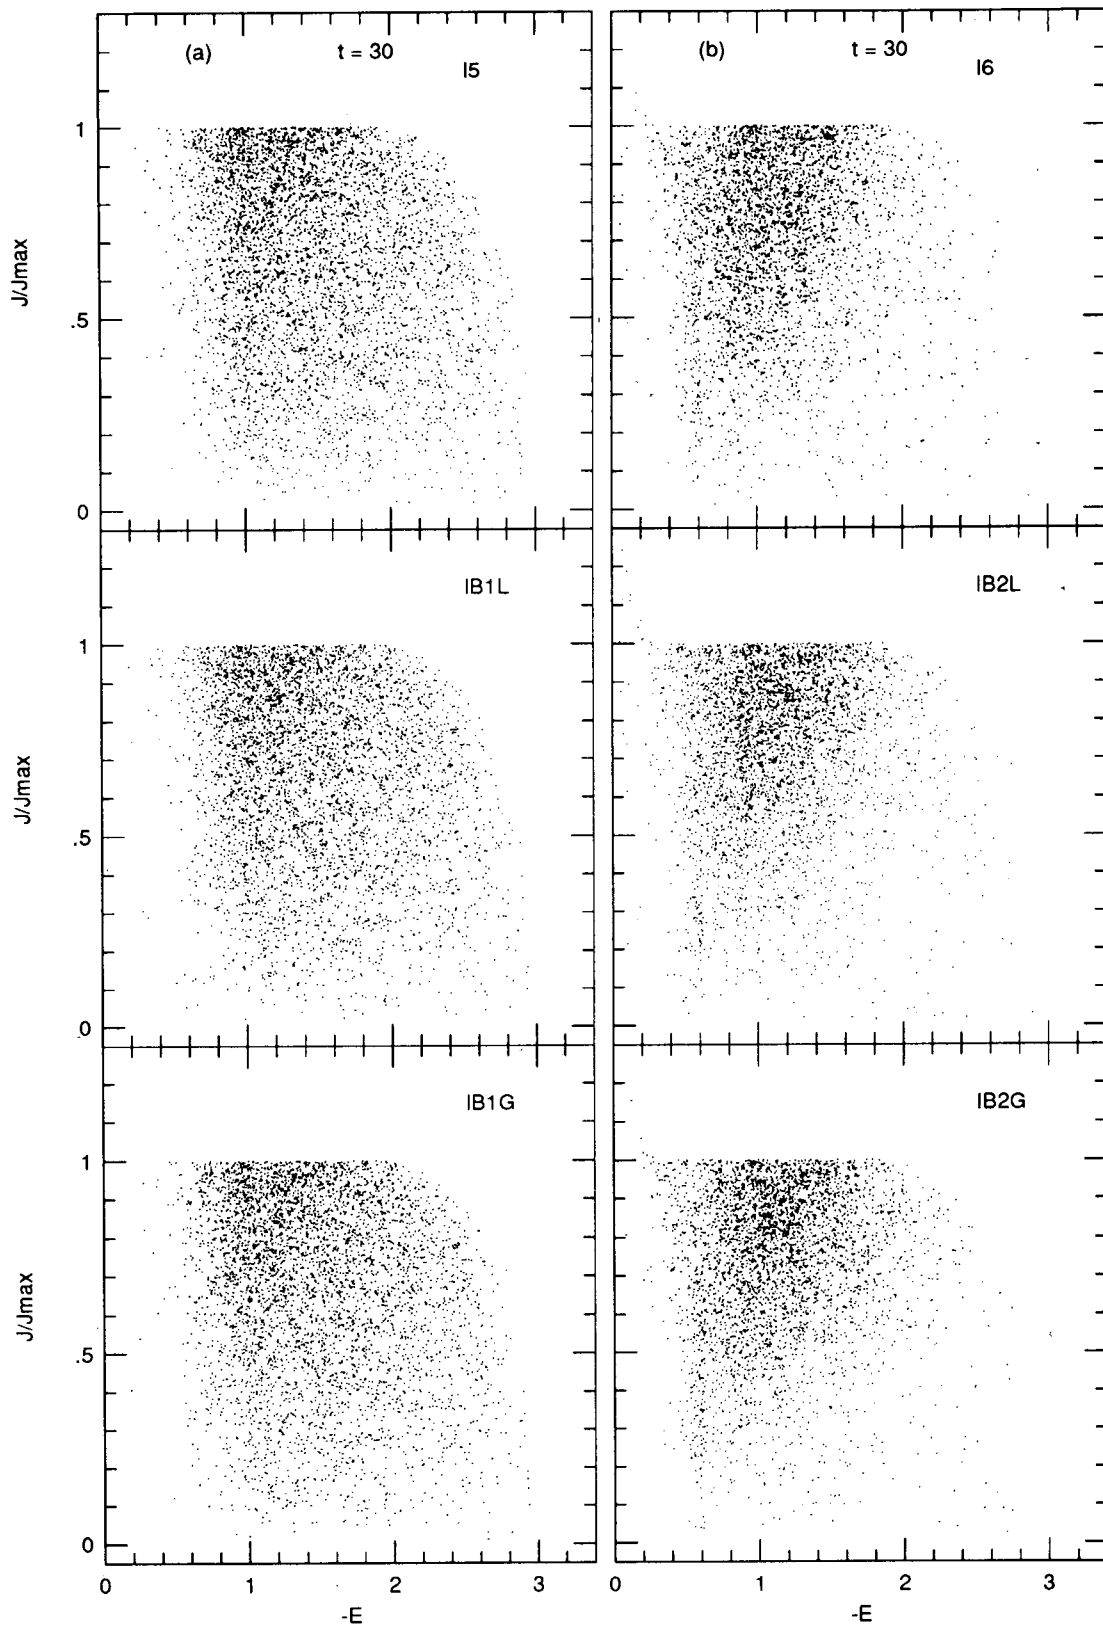 (a) t = 30 I5
(b) t = 30 I6
J/Jmax
1
.5
0
IB1L
IB2L
J/Jmax
1
.5
0
IB1G
IB2G
J/Jmax
1
.5
0
0 1 2 3
0 1 2 3
-E
-E